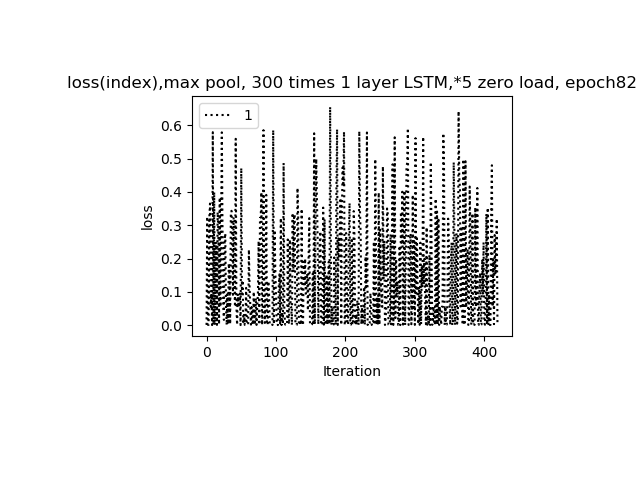 loss(index),max pool, 300 times 1 layer LSTM,*5 zero load, epoch82
1
0.6
0.5
0.4
0.3
0.2
0.1
0.0
loss
0 100 200 300 400
Iteration